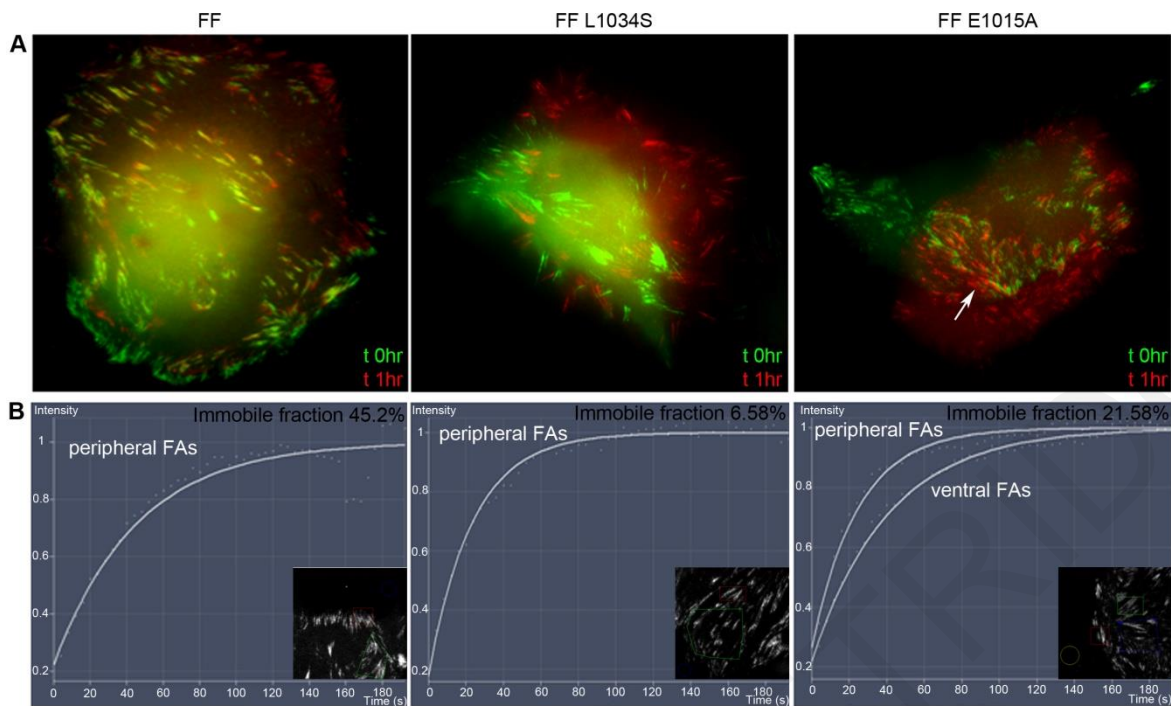 FF
FF L1034S
FF E1015A
A
t 0hr
t 1hr
t 0hr
t 1hr
t 0hr
t 1hr
B
Intensity
Immobile fraction 45.2%
peripheral FAs
1
0.8
0.6
0.4
0.2
0 20 40 60 80 100 120 140 160 180
Time (s)
Intensity
Immobile fraction 6.58%
peripheral FAs
1
0.8
0.6
0.4
0.2
0 20 40 60 80 100 120 140 160 180
Time (s)
Intensity
Immobile fraction 21.58%
peripheral FAs
ventral FAs
1
0.8
0.6
0.4
0.2
0 20 40 60 80 100 120 140 160 180
Time (s)